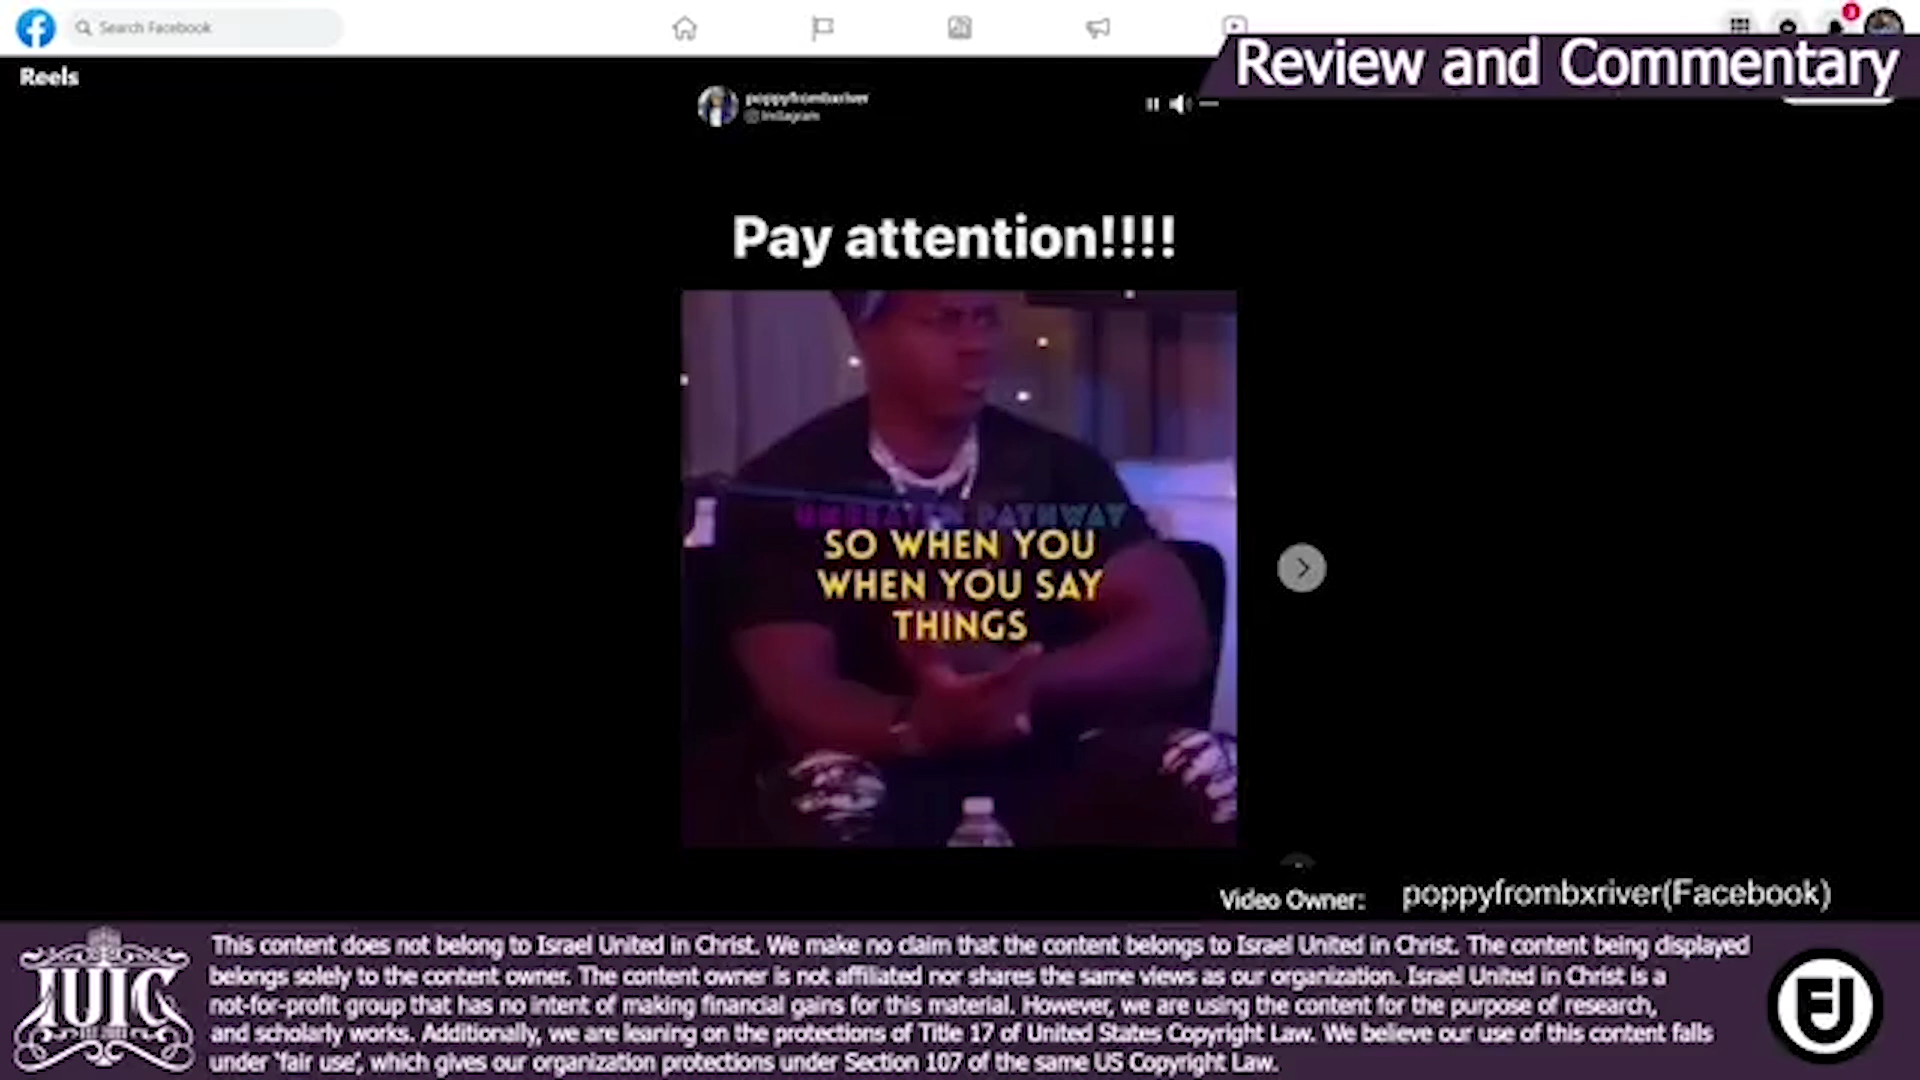 Search Facebook
3
Review and Commentary
Reels
poppyfrombxriver
Instagram
Pay attention!!!!
UNBEATEN PATHWAY
SO WHEN YOU
WHEN YOU SAY
THINGS
Video Owner: poppyfrombxriver(Facebook)
This content does not belong to Israel United in Christ. We make no claim that the content belongs to Israel United in Christ. The content being displayed
belongs solely to the content owner. The content owner is not affiliated nor shares the same views as our organization. Israel United in Christ is a
not-for-profit group that has no intent of making financial gains for this material. However, we are using the content for the purpose of research,
and scholarly works. Additionally, we are leaning on the protections of Title 17 of United States Copyright Law. We believe our use of this content falls
under 'fair use', which gives our organization protections under Section 107 of the same US Copyright Law.
IUIC